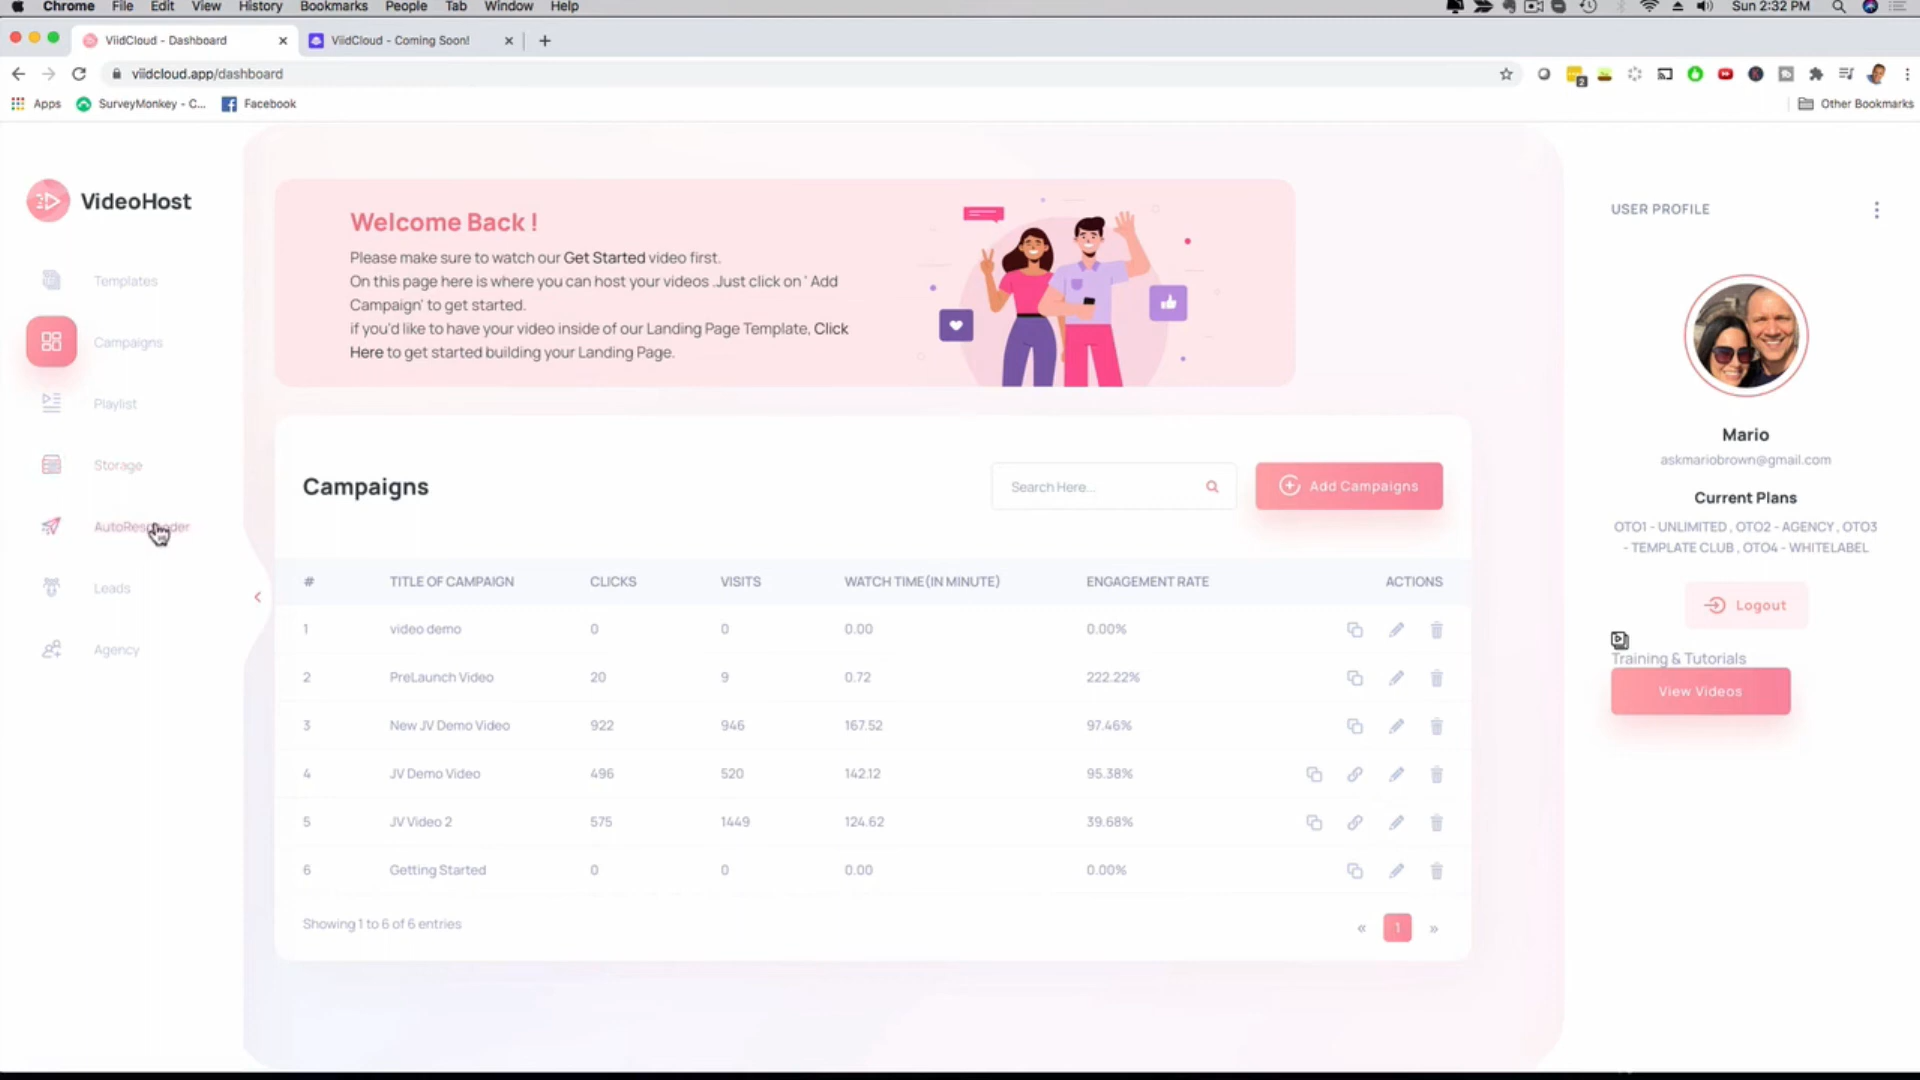 Chrome File Edit View History Bookmarks People Tab Window Help Sun 2:32 PM
ViidCloud - Dashboard ViidCloud - Coming Soon!
viidcloud.app/dashboard
Apps SurveyMonkey - C... Facebook Other Bookmarks
VideoHost
Templates
Campaigns
Playlist
Storage
Leads
Agency
Welcome Back !
Please make sure to watch our Get Started video first.
On this page here is where you can host your videos .Just click on ' Add
Campaign' to get started.
if you'd like to have your video inside of our Landing Page Template, Click
Here to get started building your Landing Page.
Campaigns
Search Here...
Add Campaigns
# TITLE OF CAMPAIGN CLICKS VISITS WATCH TIME(IN MINUTE) ENGAGEMENT RATE ACTIONS
1 video demo 0 0 0.00 0.00%
2 PreLaunch Video 20 9 0.72 222.22%
3 New JV Demo Video 922 946 167.52 97.46%
4 JV Demo Video 496 520 142.12 95.38%
5 JV Video 2 575 1449 124.62 39.68%
6 Getting Started 0 0 0.00 0.00%
Showing 1 to 6 of 6 entries
« 1 »
USER PROFILE
Mario
askmariobrown@gmail.com
Current Plans
OTO1 - UNLIMITED , OTO2 - AGENCY , OTO3
- TEMPLATE CLUB , OTO4 - WHITELABEL
Logout
Training & Tutorials
View Videos